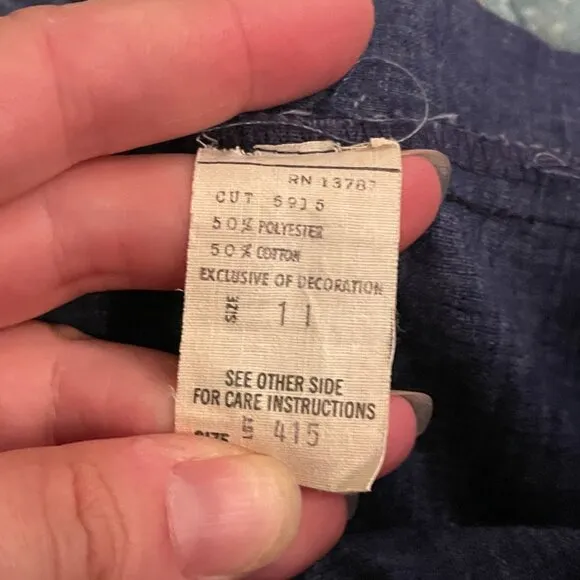 RN 13787
CUT 5915
50% POLYESTER
50% COTTON
EXCLUSIVE OF DECORATION
SIZE 11
SEE OTHER SIDE
FOR CARE INSTRUCTIONS
SIZE 415